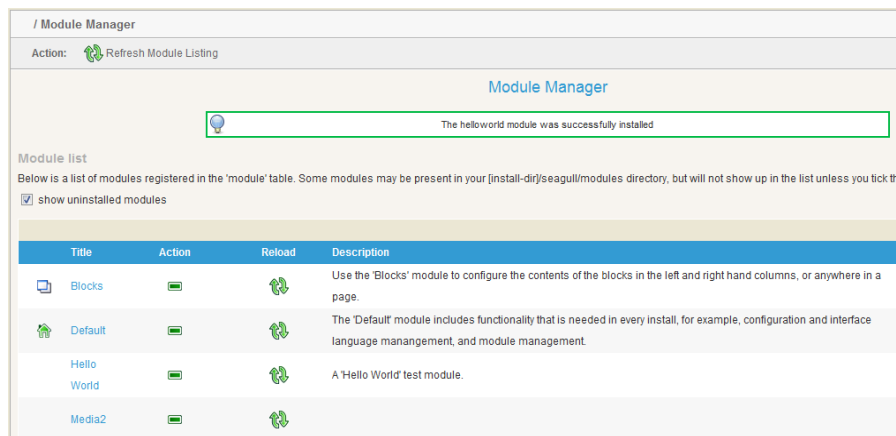 / Module Manager
Action: Refresh Module Listing
Module Manager
The helloworld module was successfully installed
Module list
Below is a list of modules registered in the 'module' table. Some modules may be present in your [install-dir]/seagull/modules directory, but will not show up in the list unless you tick
show uninstalled modules
Title Action Reload Description
Blocks
Use the 'Blocks' module to configure the contents of the blocks in the left and right hand columns, or anywhere in a
page.
Default
The 'Default' module includes functionality that is needed in every install, for example, configuration and interface
language manangement, and module management.
Hello
World
A 'Hello World' test module.
Media2